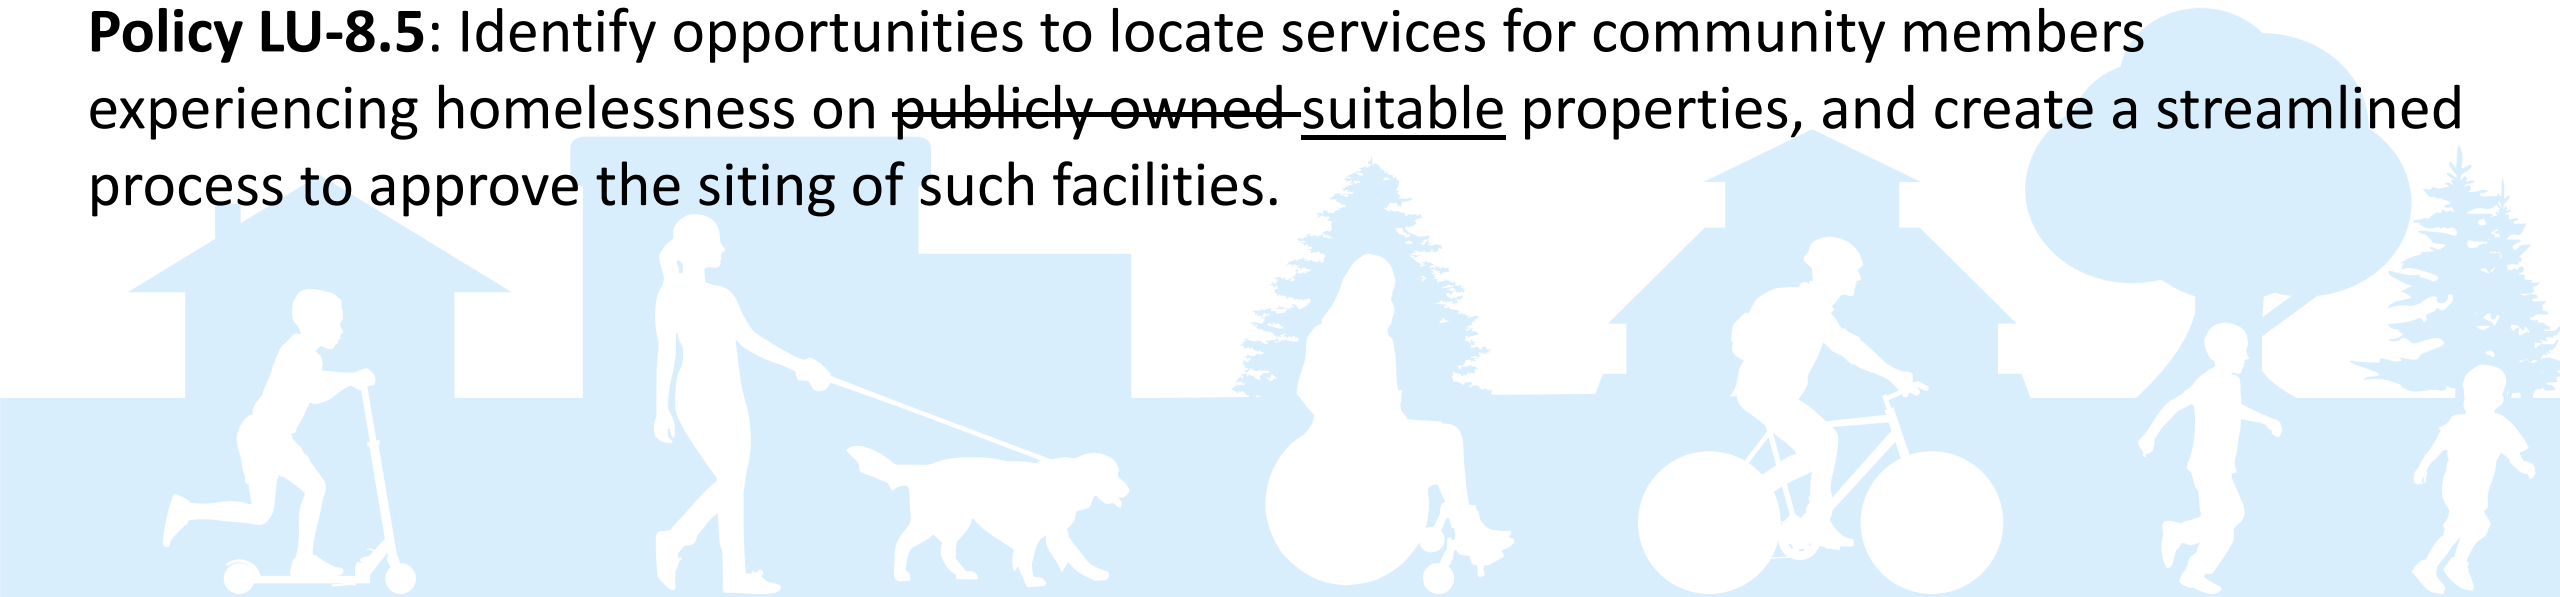 Policy LU-8.5: Identify opportunities to locate services for community members
experiencing homelessness on publicly owned suitable properties, and create a streamlined
process to approve the siting of such facilities.